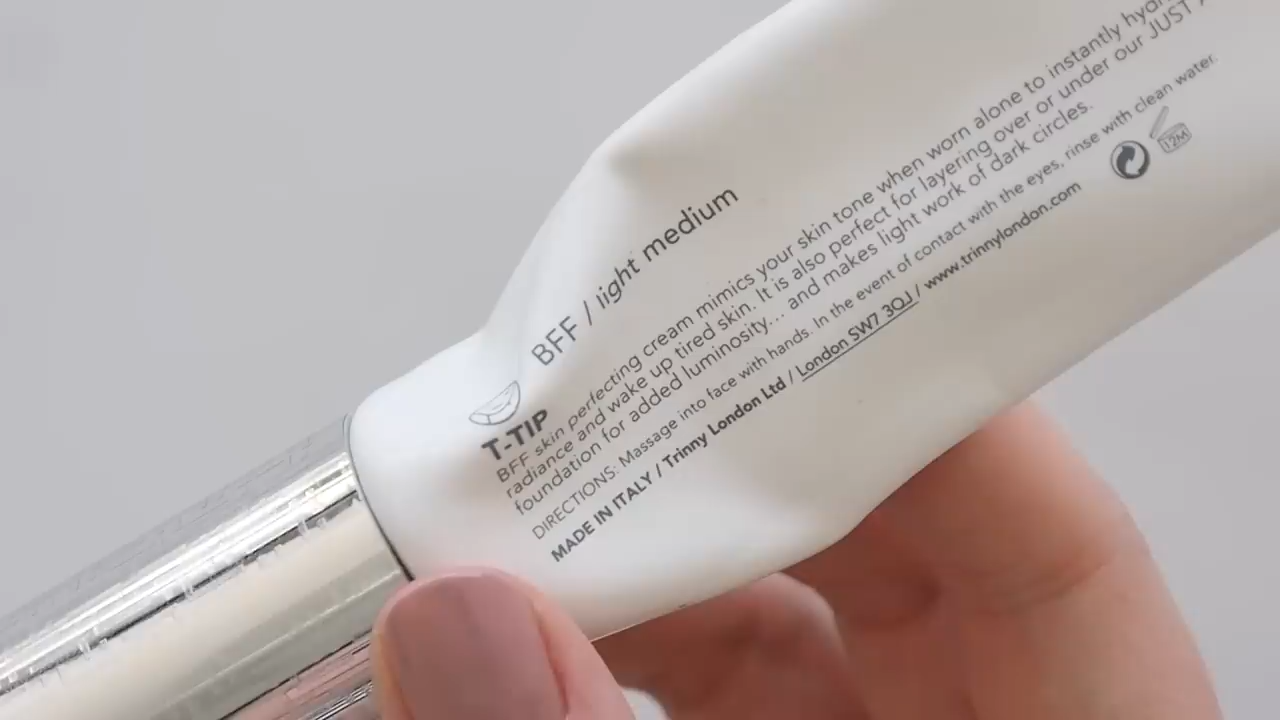 BFF / light medium
T-TIP
BFF skin perfecting cream mimics your skin tone when worn alone to instantly
radiance and wake up tired skin. It is also perfect for layering over or under our JUST
foundation for added luminosity... and makes light work of dark circles.
DIRECTIONS: Massage into face with hands. In the event of contact with the eyes, rinse with clean water.
MADE IN ITALY / Trinny London Ltd / London SW7 3QJ / www.trinnylondon.com
12M